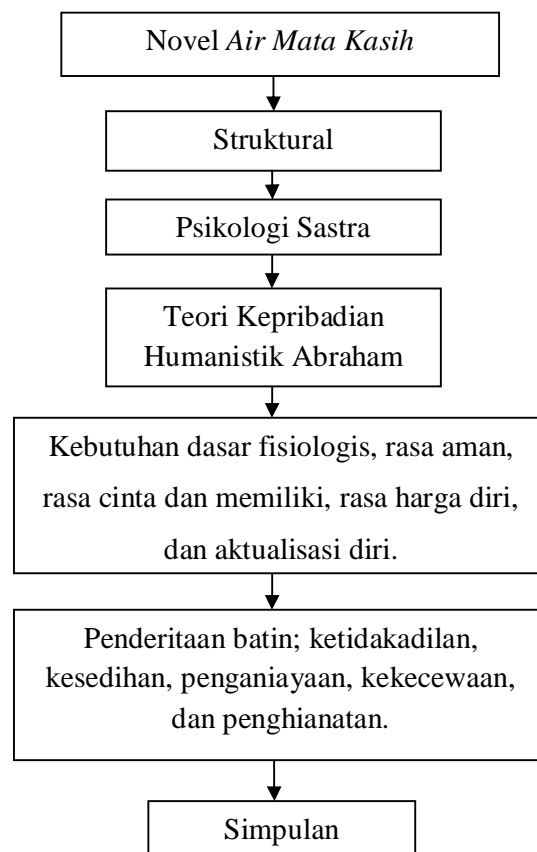 Novel Air Mata Kasih
Struktural
Psikologi Sastra
Teori Kepribadian
Humanistik Abraham
Kebutuhan dasar fisiologis, rasa aman,
rasa cinta dan memiliki, rasa harga diri,
dan aktualisasi diri.
Penderitaan batin; ketidakadilan,
kesedihan, penganiayaan, kekecewaan,
dan penghianatan.
Simpulan